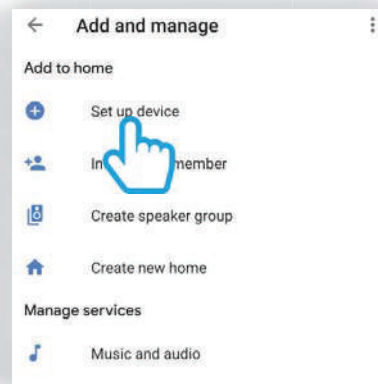 Add and manage
Add to home
Set up device
In member
Create speaker group
Create new home
Manage services
Music and audio